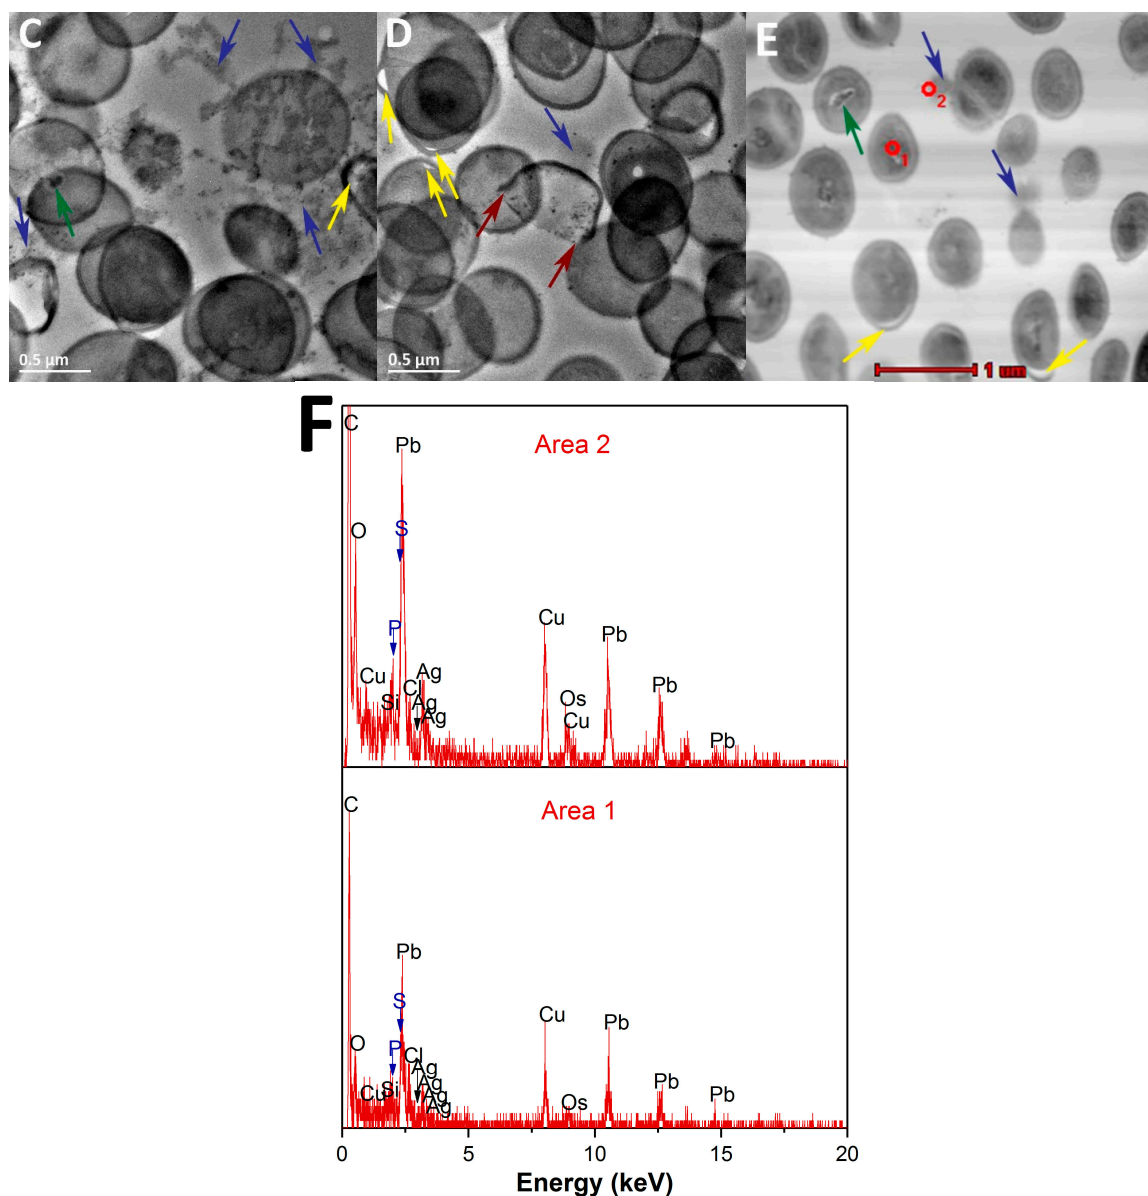 C
D
E
2
1
0.5 µm
0.5 µm
1 um
F
Area 2
C
Pb
O
S
P
Cu
Si
Cl
Ag
Ag
Ag
Cu
Os
Cu
Pb
Pb
Pb
Area 1
C
Pb
S
O
P
Cu
Si
Cl
Ag
Ag
Ag
Ag
Cu
Os
Pb
Pb
Pb
0 5 10 15 20
Energy (keV)